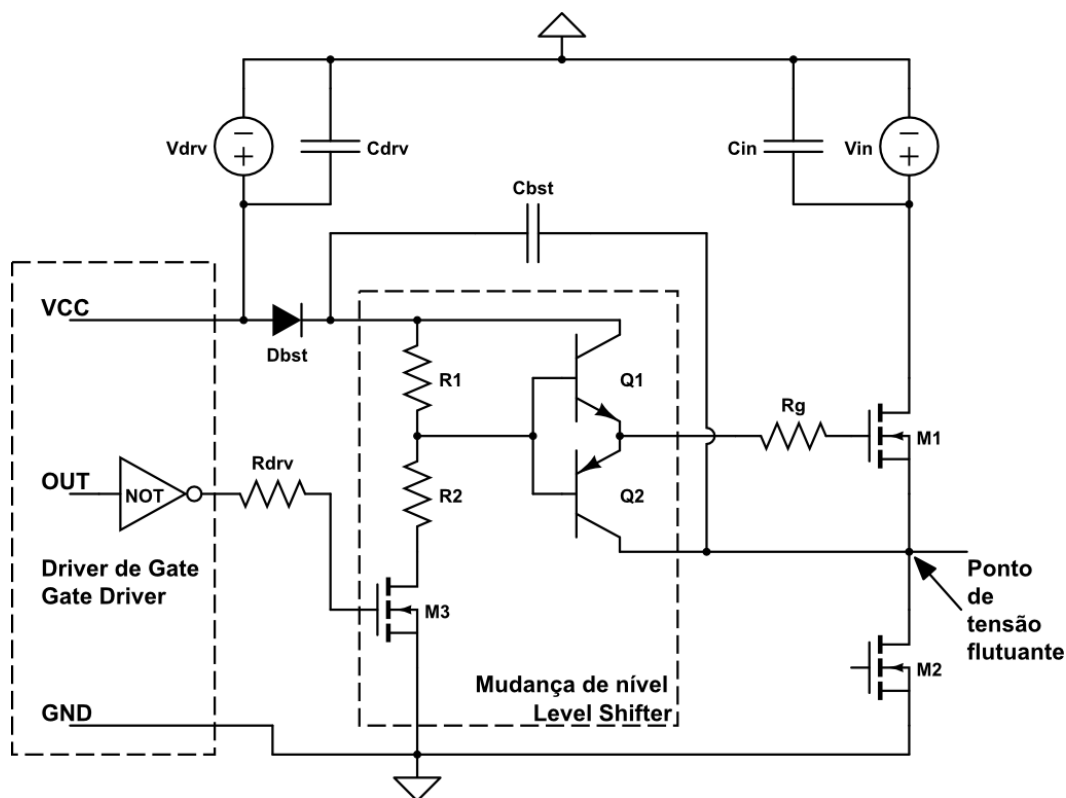 Vdrv
Cdrv
Cin
Vin
Cbst
VCC
Dbst
R1
Q1
Rg
M1
OUT
NOT
Rdrv
R2
Q2
Driver de Gate
Gate Driver
M3
Ponto
de
tensão
flutuante
M2
Mudança de nível
Level Shifter
GND